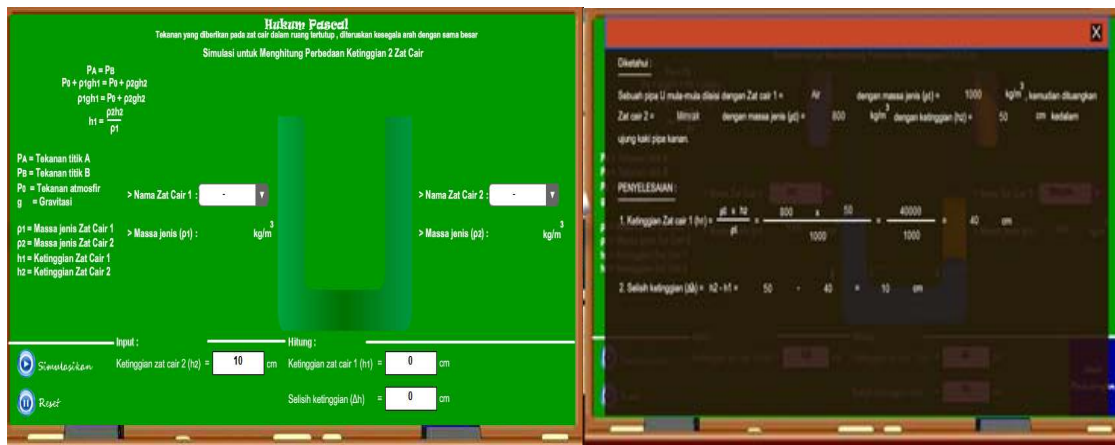 Hukum Pascal
Tekanan yang diberikan pada zat cair dalam ruang tertutup , diteruskan kesegala arah dengan sama besar
Simulasi untuk Menghitung Perbedaan Ketinggian 2 Zat Cair
PA = PB
P0 + ρ1gh1 = P0 + ρ2gh2
ρ1gh1 = P0 + ρ2gh2
h1 = ρ2h2 / ρ1
PA = Tekanan titik A
PB = Tekanan titik B
P0 = Tekanan atmosfir
g = Gravitasi
ρ1 = Massa jenis Zat Cair 1
ρ2 = Massa jenis Zat Cair 2
h1 = Ketinggian Zat Cair 1
h2 = Ketinggian Zat Cair 2
> Nama Zat Cair 1 : -
> Massa jenis (ρ1) : kg/m³
> Nama Zat Cair 2 : -
> Massa jenis (ρ2) : kg/m³
Input :
Simulasikan
Ketinggian zat cair 2 (h2) = 10 cm
Reset
Hitung :
Ketinggian zat cair 1 (h1) = 0 cm
Selisih ketinggian (Δh) = 0 cm
X
Diketahui :
Sebuah pipa U mula-mula diisi dengan Zat cair 1 = Air dengan massa jenis (ρ1) = 1000 kg/m³ , kemudian dituangkan
Zat cair 2 = Minyak dengan massa jenis (ρ2) = 800 kg/m³ dengan ketinggian (h2) = 50 cm kedalam
ujung kaki pipa kanan.
PENYELESAIAN :
1. Ketinggian Zat cair 1 (h1) = ρ2 x h2 / ρ1 = 800 x 50 / 1000 = 40000 / 1000 = 40 cm
2. Selisih ketinggian (Δh) = h2 - h1 = 50 - 40 = 10 cm